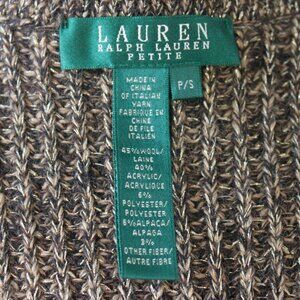 LAUREN
RALPH LAUREN
PETITE
P/S
MADE IN
CHINA
OF ITALIAN
YARN
FABRIQUE EN
CHINE
DE FILE
ITALIEN
45% WOOL/
LAINE
40%
ACRYLIC/
ACRYLIQUE
6%
POLYESTER/
POLYESTER
6% ALPACA/
ALPAGA
3%
OTHER FIBER/
AUTRE FIBRE